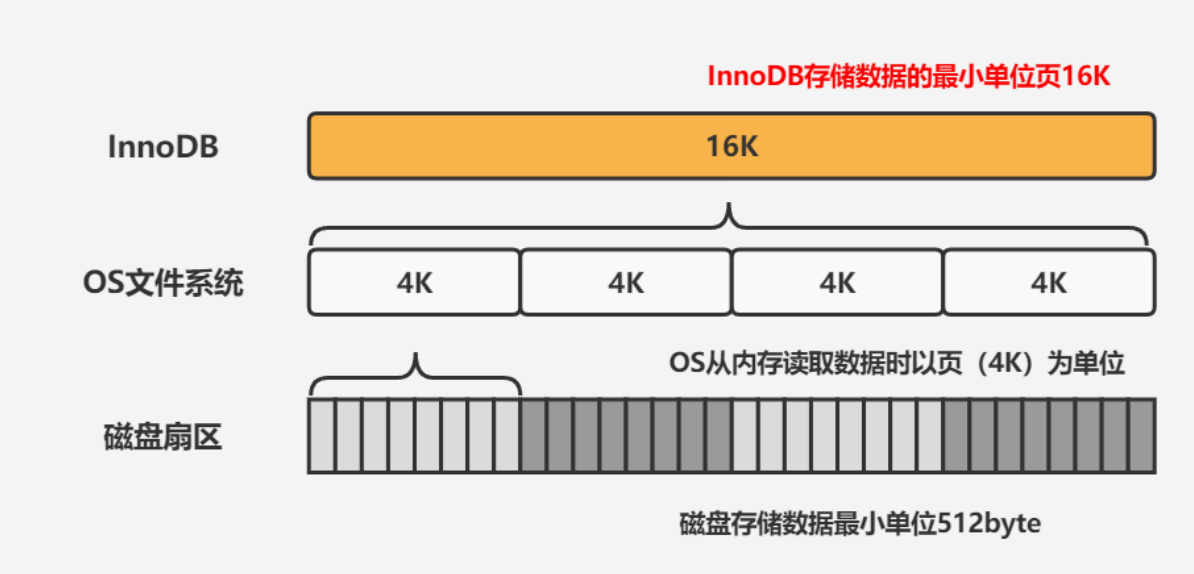 InnoDB存储数据的最小单位页16K
InnoDB
16K
OS文件系统
4K
4K
4K
4K
OS从内存读取数据时以页（4K）为单位
磁盘扇区
磁盘存储数据最小单位512byte